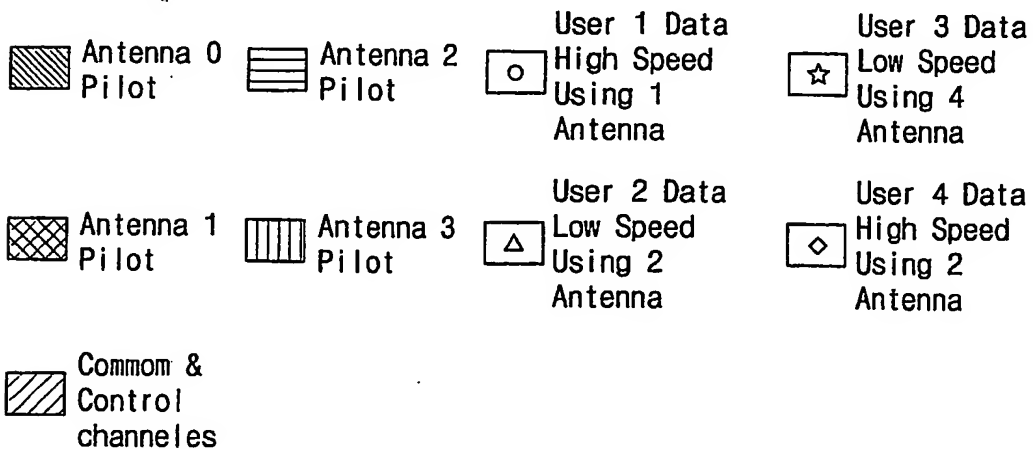 Antenna 0
Pilot
Antenna 2
Pilot
User 1 Data
High Speed
Using 1
Antenna
User 3 Data
Low Speed
Using 4
Antenna
Antenna 1
Pilot
Antenna 3
Pilot
User 2 Data
Low Speed
Using 2
Antenna
User 4 Data
High Speed
Using 2
Antenna
Commom &
Control
channeles